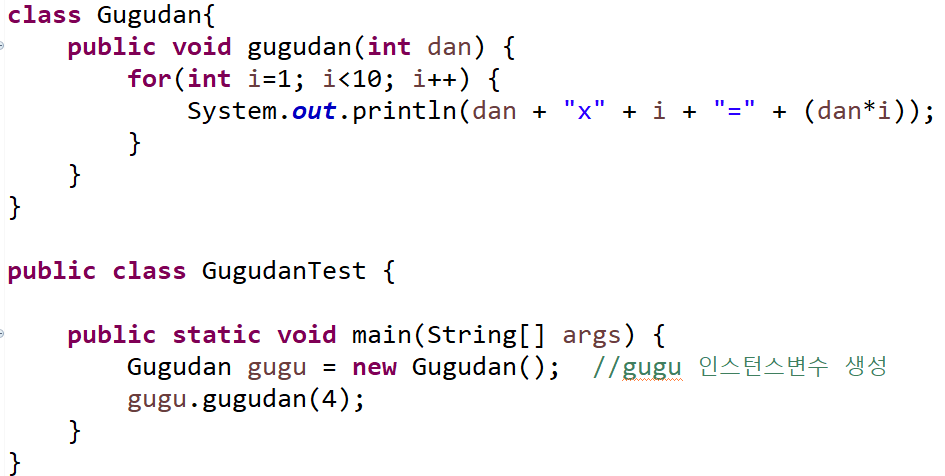 class Gugudan{
    public void gugudan(int dan) {
        for(int i=1; i<10; i++) {
            System.out.println(dan + "x" + i + "=" + (dan*i));
        }
    }
}
public class GugudanTest {
    public static void main(String[] args) {
        Gugudan gugu = new Gugudan();  //gugu 인스턴스변수 생성
        gugu.gugudan(4);
    }
}